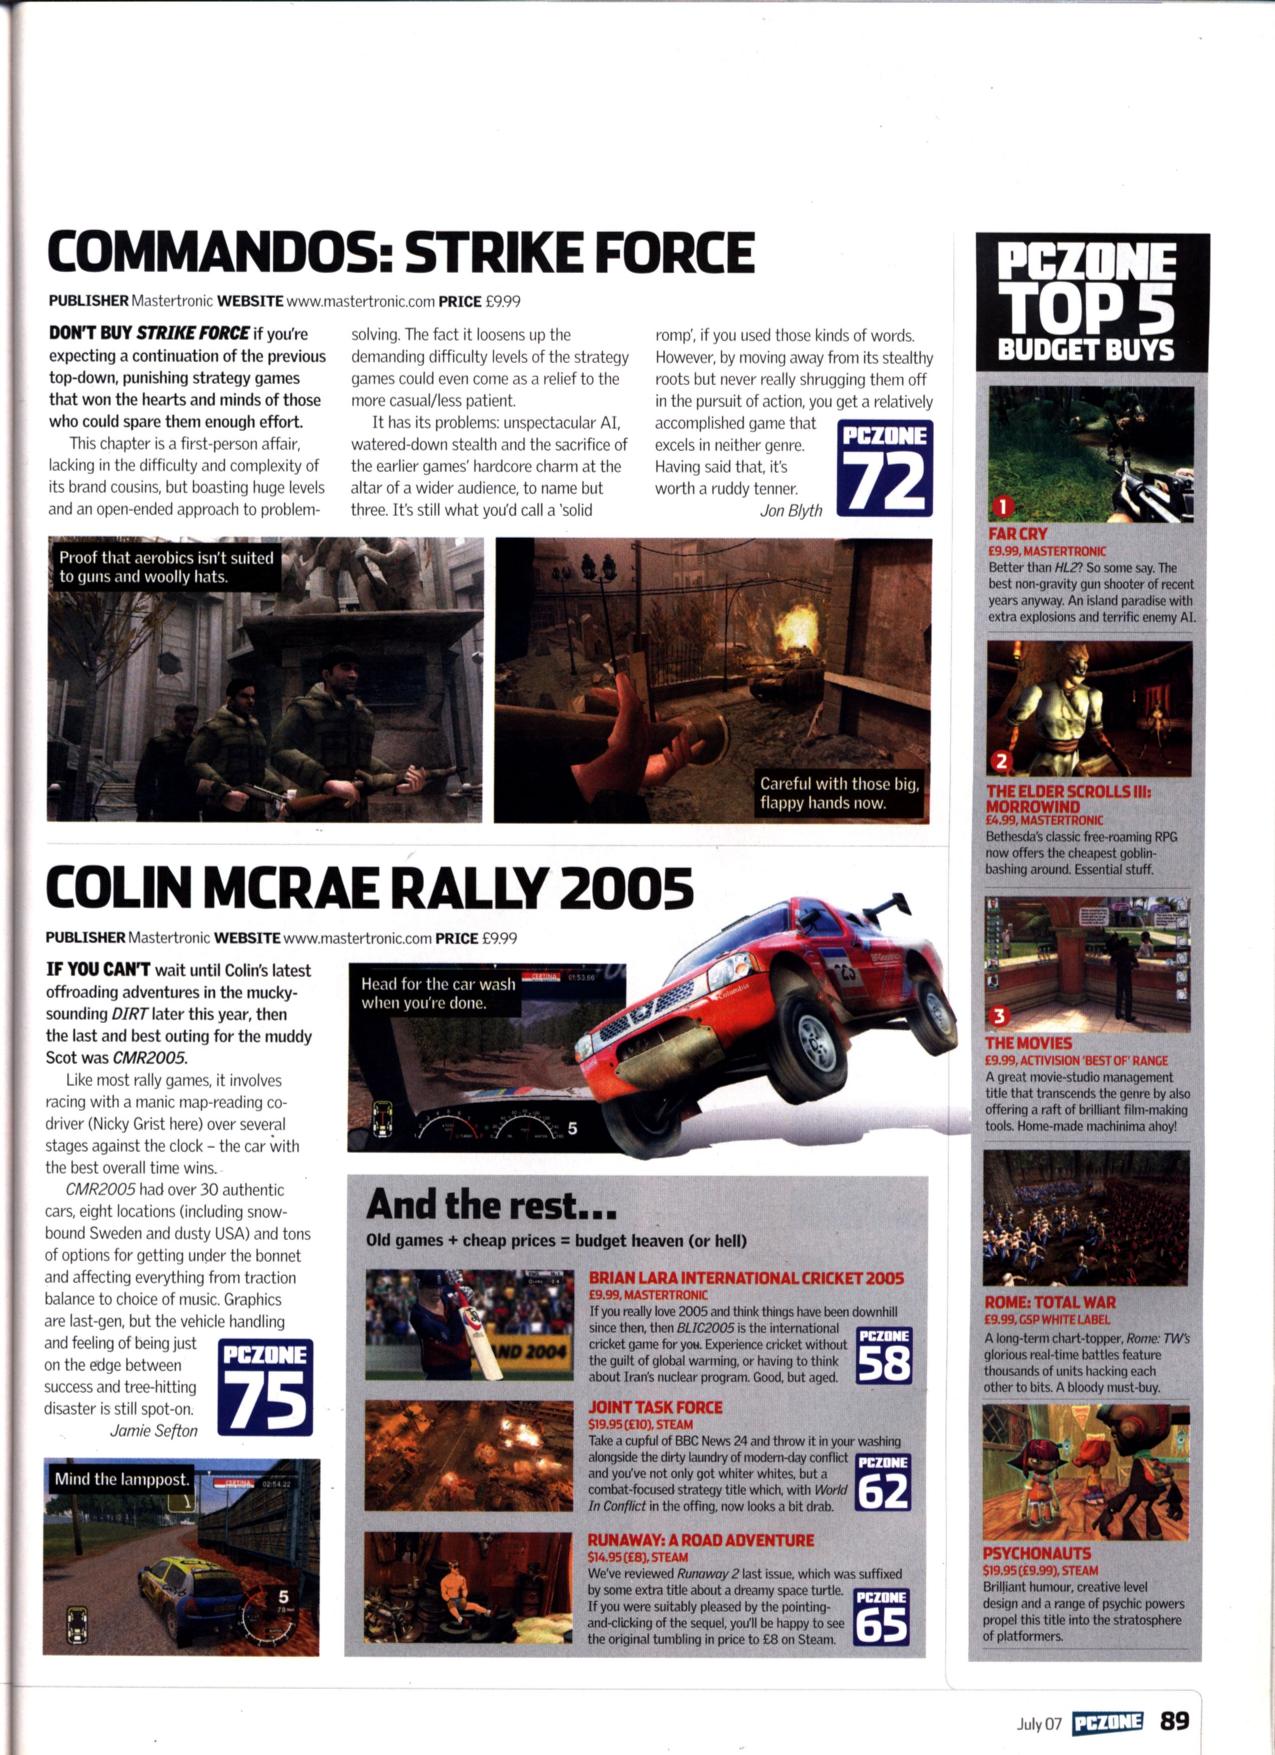 COMMANDOS: STRIKE FORCE
PUBLISHER Mastertronic WEBSITE www.mastertronic.com PRICE £9.99
DON'T BUY STRIKE FORCE if you're
expecting a continuation of the previous
top-down, punishing strategy games
that won the hearts and minds of those
who could spare them enough effort.
This chapter is a first-person affair,
lacking in the difficulty and complexity of
its brand cousins, but boasting huge levels
and an open-ended approach to problem-
solving. The fact it loosens up the
demanding difficulty levels of the strategy
games could even come as a relief to the
more casual/less patient.
It has its problems: unspectacular AI,
watered-down stealth and the sacrifice of
the earlier games' hardcore charm at the
altar of a wider audience, to name but
three. It's still what you'd call a 'solid
romp', if you used those kinds of words.
However, by moving away from its stealthy
roots but never really shrugging them off
in the pursuit of action, you get a relatively
accomplished game that
excels in neither genre.
Having said that, it's
worth a ruddy tenner.
Jon Blyth
PCZONE
72
Proof that aerobics isn't suited
to guns and woolly hats.
Careful with those big,
flappy hands now.
COLIN MCRAE RALLY 2005
PUBLISHER Mastertronic WEBSITE www.mastertronic.com PRICE £9.99
IF YOU CAN'T wait until Colin's latest
offroading adventures in the mucky-
sounding DIRT later this year, then
the last and best outing for the muddy
Scot was CMR2005.
Like most rally games, it involves
racing with a manic map-reading co-
driver (Nicky Grist here) over several
stages against the clock – the car with
the best overall time wins.
CMR2005 had over 30 authentic
cars, eight locations (including snow-
bound Sweden and dusty USA) and tons
of options for getting under the bonnet
and affecting everything from traction
balance to choice of music. Graphics
are last-gen, but the vehicle handling
and feeling of being just
on the edge between
success and tree-hitting
disaster is still spot-on.
Jamie Sefton
PCZONE
75
Mind the lamppost.
CERTINA 02:54.22
5
Head for the car wash
when you're done.
CERTINA 01:53.66
5
Columbia
And the rest...
Old games + cheap prices = budget heaven (or hell)
AND 2004
BRIAN LARA INTERNATIONAL CRICKET 2005
£9.99, MASTERTRONIC
If you really love 2005 and think things have been downhill
since then, then BLIC2005 is the international
cricket game for you. Experience cricket without
the guilt of global warming, or having to think
about Iran's nuclear program. Good, but aged.
PCZONE
58
JOINT TASK FORCE
$19.95 (£10), STEAM
Take a cupful of BBC News 24 and throw it in your washing
alongside the dirty laundry of modern-day conflict
and you've not only got whiter whites, but a
combat-focused strategy title which, with World
In Conflict in the offing, now looks a bit drab.
PCZONE
62
RUNAWAY: A ROAD ADVENTURE
$14.95 (£8), STEAM
We've reviewed Runaway 2 last issue, which was suffixed
by some extra title about a dreamy space turtle.
If you were suitably pleased by the pointing-
and-clicking of the sequel, you'll be happy to see
the original tumbling in price to £8 on Steam.
PCZONE
65
PCZONE
TOP 5
BUDGET BUYS
1
FAR CRY
£9.99, MASTERTRONIC
Better than HL2? So some say. The
best non-gravity gun shooter of recent
years anyway. An island paradise with
extra explosions and terrific enemy AI.
2
THE ELDER SCROLLS III:
MORROWIND
£4.99, MASTERTRONIC
Bethesda's classic free-roaming RPG
now offers the cheapest goblin-
bashing around. Essential stuff.
3
THE MOVIES
£9.99, ACTIVISION 'BEST OF' RANGE
A great movie-studio management
title that transcends the genre by also
offering a raft of brilliant film-making
tools. Home-made machinima ahoy!
ROME: TOTAL WAR
£9.99, GSP WHITE LABEL
A long-term chart-topper, Rome: TW's
glorious real-time battles feature
thousands of units hacking each
other to bits. A bloody must-buy.
PSYCHONAUTS
$19.95 (£9.99), STEAM
Brilliant humour, creative level
design and a range of psychic powers
propel this title into the stratosphere
of platformers.
July 07 PCZONE 89